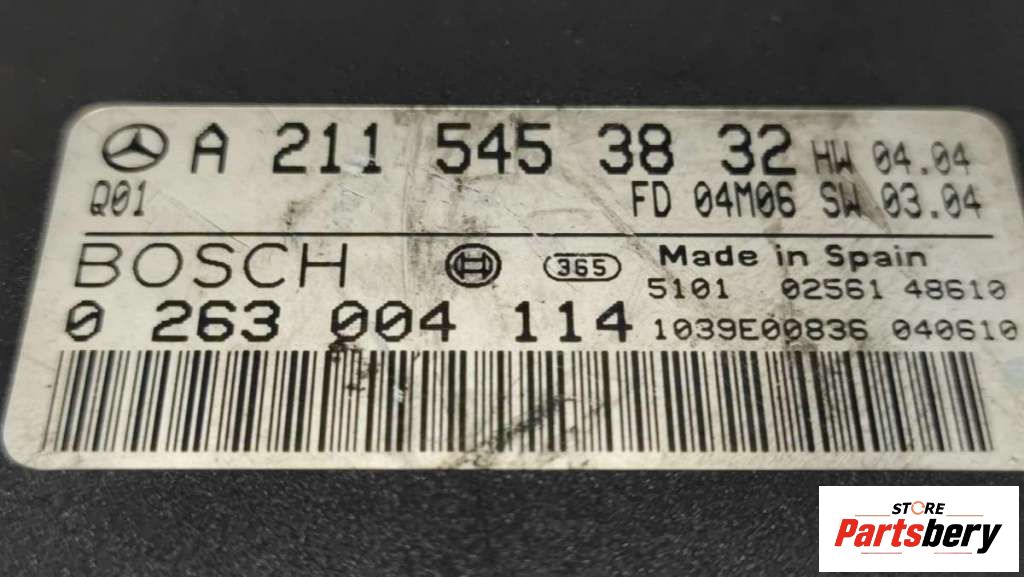 A 211 545 38 32 HW 04.04
Q01 FD 04M06 SW 03.04
BOSCH 365 Made in Spain
5101 02561 48610
0 263 004 114 1039E00836 040610
STORE
Partsbery